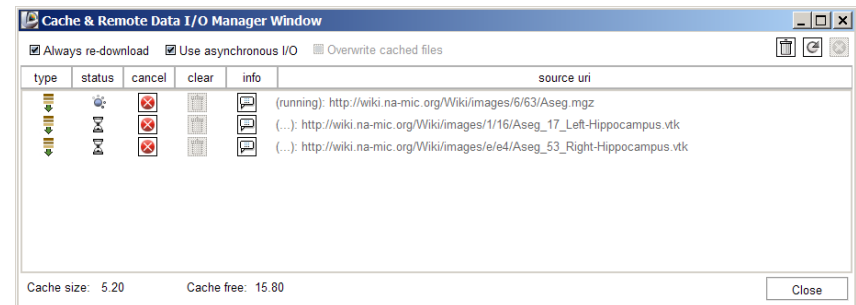 Cache & Remote Data I/O Manager Window
Always re-download Use asynchronous I/O Overwrite cached files
type status cancel clear info source uri
(running): http://wiki.na-mic.org/Wiki/images/6/63/Aseg.mgz
(...): http://wiki.na-mic.org/Wiki/images/1/16/Aseg_17_Left-Hippocampus.vtk
(...): http://wiki.na-mic.org/Wiki/images/e/e4/Aseg_53_Right-Hippocampus.vtk
Cache size: 5.20 Cache free: 15.80 Close